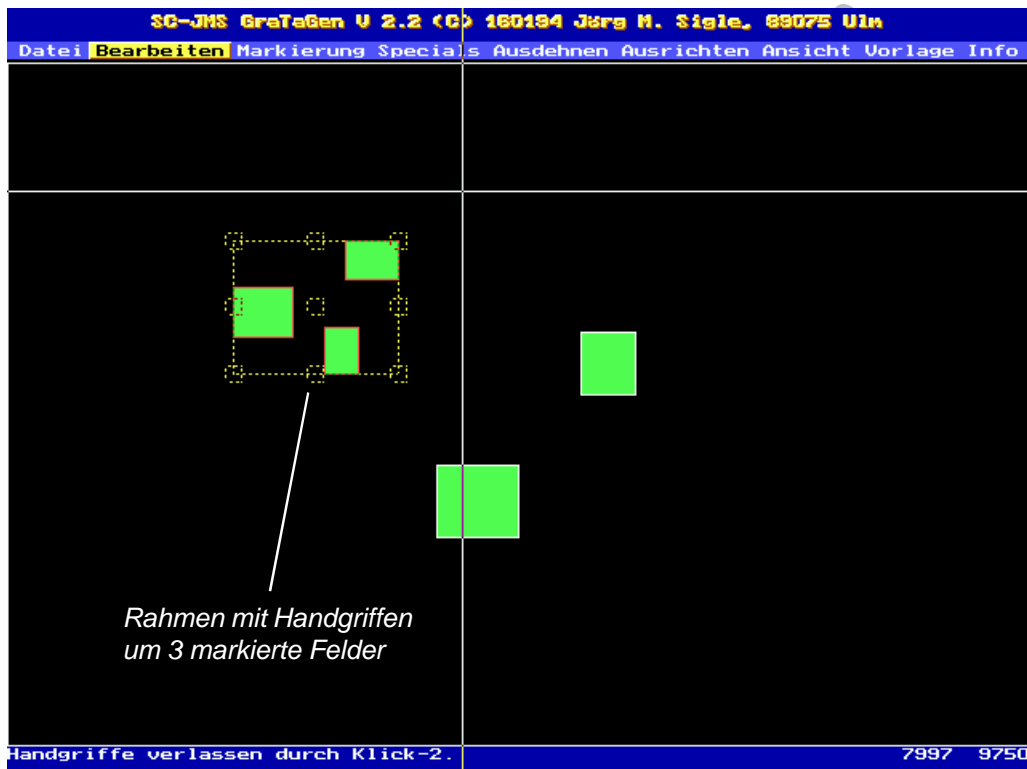 SC-JMS GraTaGen V 2.2 (C) 160194 Jörg M. Sigle, 89075 Ulm
Datei Bearbeiten Markierung Specials Ausdehnen Ausrichten Ansicht Vorlage Info
Rahmen mit Handgriffen
um 3 markierte Felder
Handgriffe verlassen durch Klick-2. 7997 9750